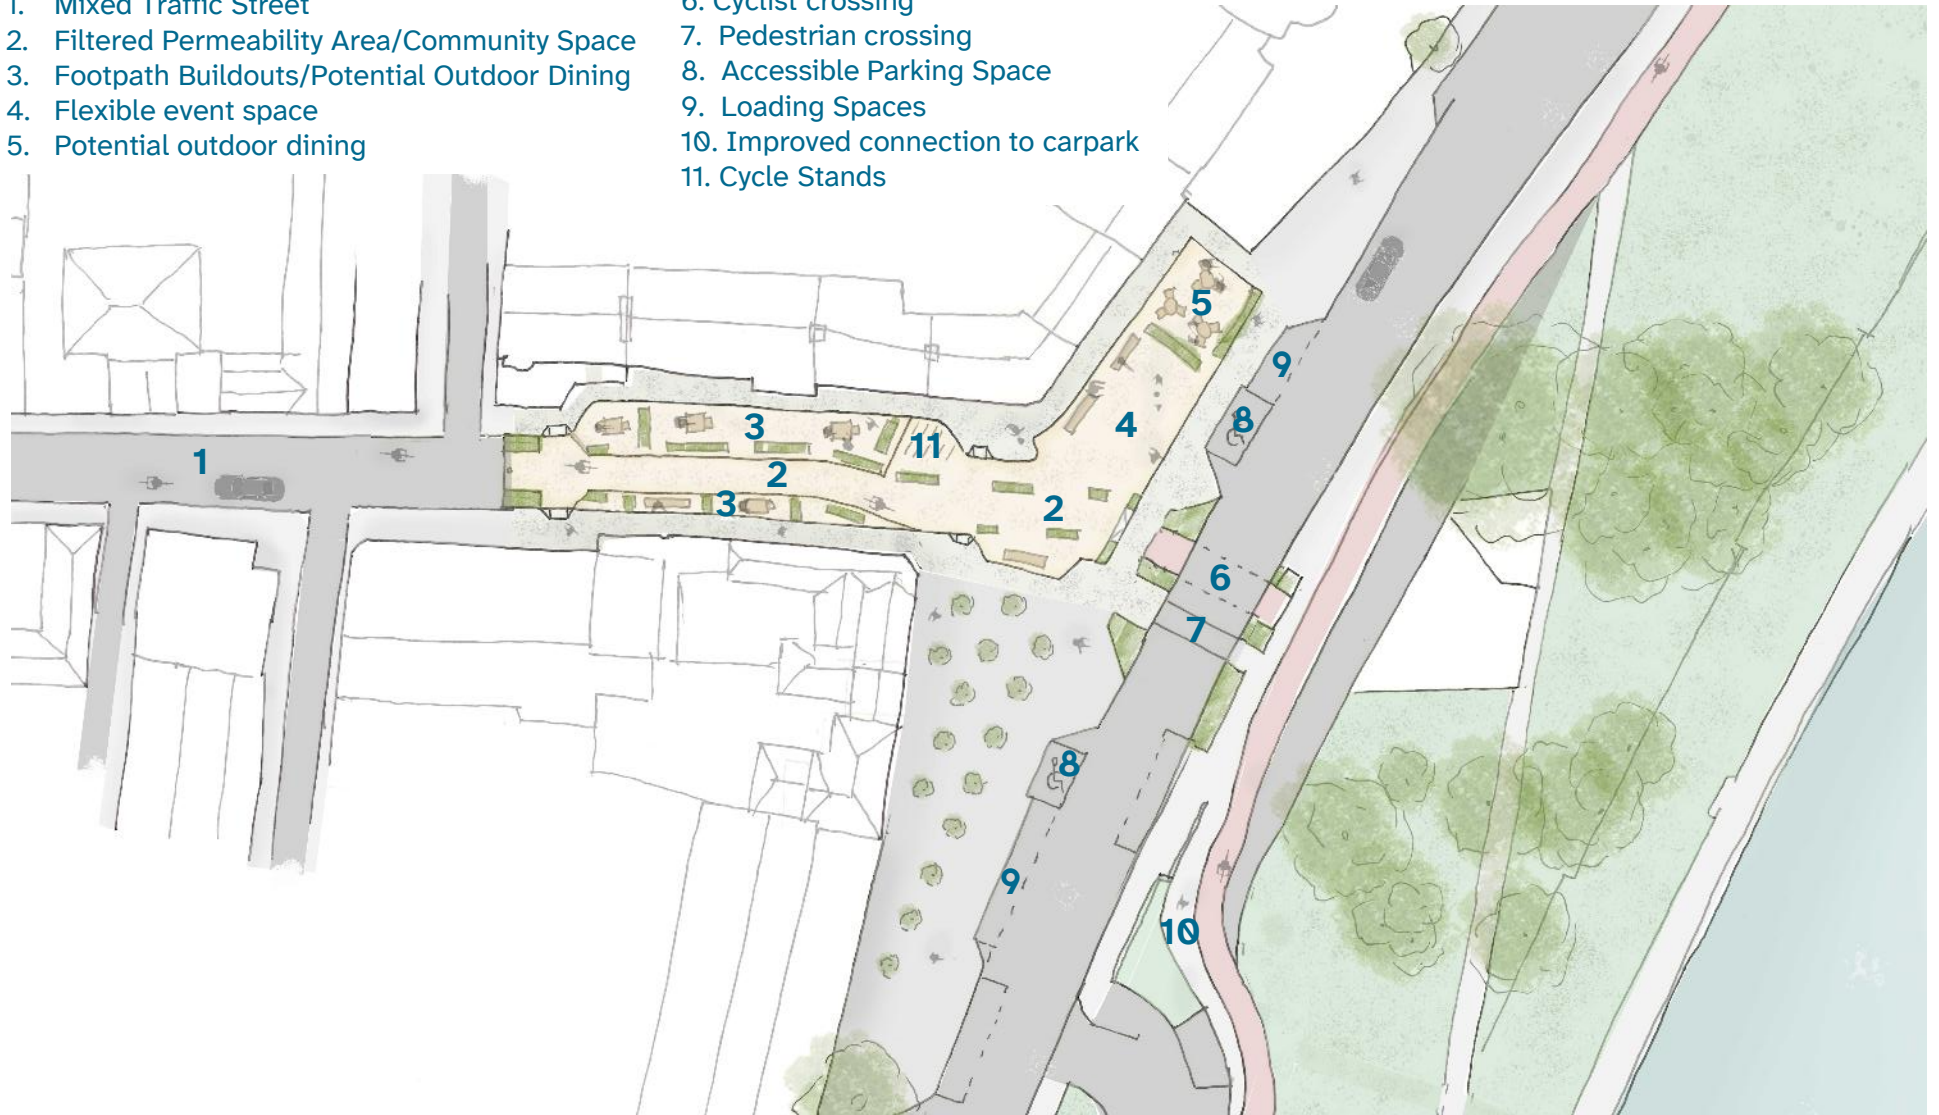 1. Mixed Traffic Street
2. Filtered Permeability Area/Community Space
3. Footpath Buildouts/Potential Outdoor Dining
4. Flexible event space
5. Potential outdoor dining
6. Cyclist crossing
7. Pedestrian crossing
8. Accessible Parking Space
9. Loading Spaces
10. Improved connection to carpark
11. Cycle Stands
5
9
8
3
4
11
1
2
3
2
6
7
8
9
10